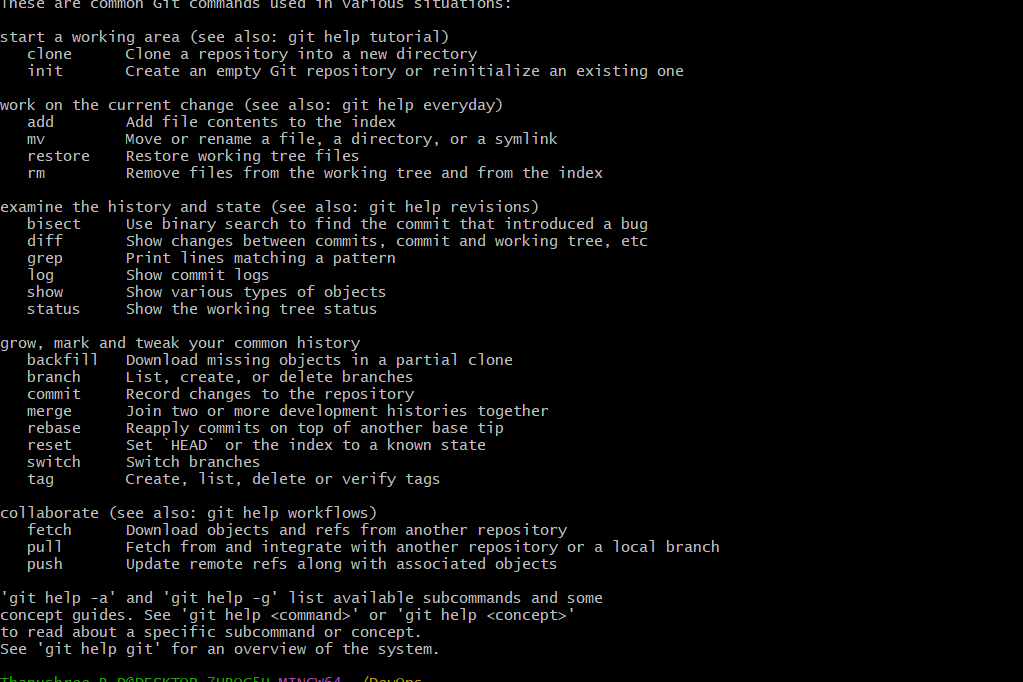 These are common Git commands used in various situations:
start a working area (see also: git help tutorial)
clone Clone a repository into a new directory
init Create an empty Git repository or reinitialize an existing one
work on the current change (see also: git help everyday)
add Add file contents to the index
mv Move or rename a file, a directory, or a symlink
restore Restore working tree files
rm Remove files from the working tree and from the index
examine the history and state (see also: git help revisions)
bisect Use binary search to find the commit that introduced a bug
diff Show changes between commits, commit and working tree, etc
grep Print lines matching a pattern
log Show commit logs
show Show various types of objects
status Show the working tree status
grow, mark and tweak your common history
backfill Download missing objects in a partial clone
branch List, create, or delete branches
commit Record changes to the repository
merge Join two or more development histories together
rebase Reapply commits on top of another base tip
reset Set `HEAD` or the index to a known state
switch Switch branches
tag Create, list, delete or verify tags
collaborate (see also: git help workflows)
fetch Download objects and refs from another repository
pull Fetch from and integrate with another repository or a local branch
push Update remote refs along with associated objects
'git help -a' and 'git help -g' list available subcommands and some
concept guides. See 'git help <command>' or 'git help <concept>'
to read about a specific subcommand or concept.
See 'git help git' for an overview of the system.
MINGW64 ~/DevOps